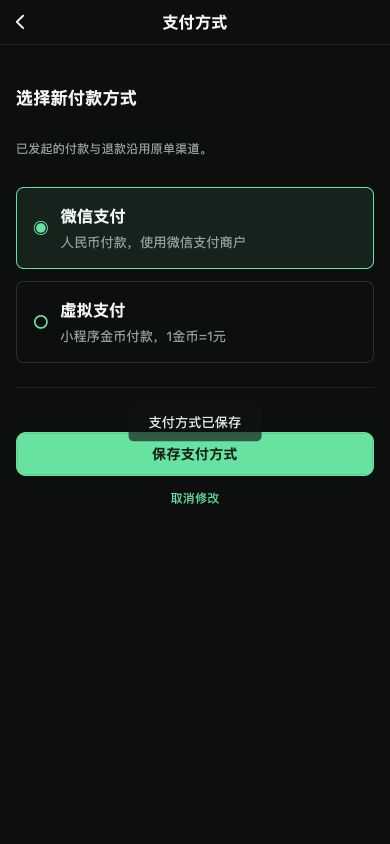 支付方式
选择新付款方式
已发起的付款与退款沿用原单渠道。
微信支付
人民币付款，使用微信支付商户
虚拟支付
小程序金币付款，1金币=1元
支付方式已保存
保存支付方式
取消修改